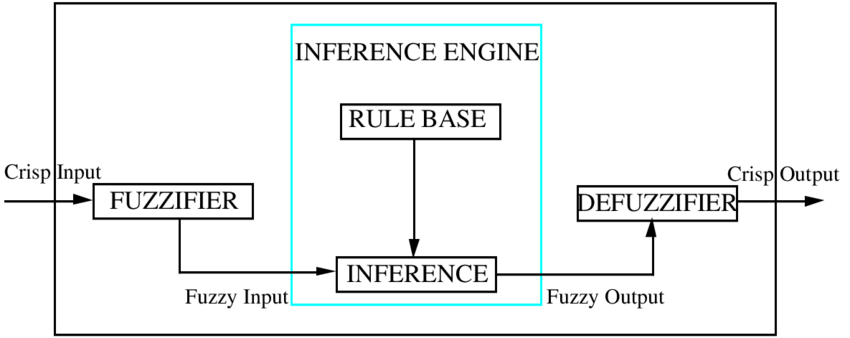 INFERENCE ENGINE
RULE BASE
Crisp Input
Crisp Output
FUZZIFIER
DEFUZZIFIER
INFERENCE
Fuzzy Input
Fuzzy Output